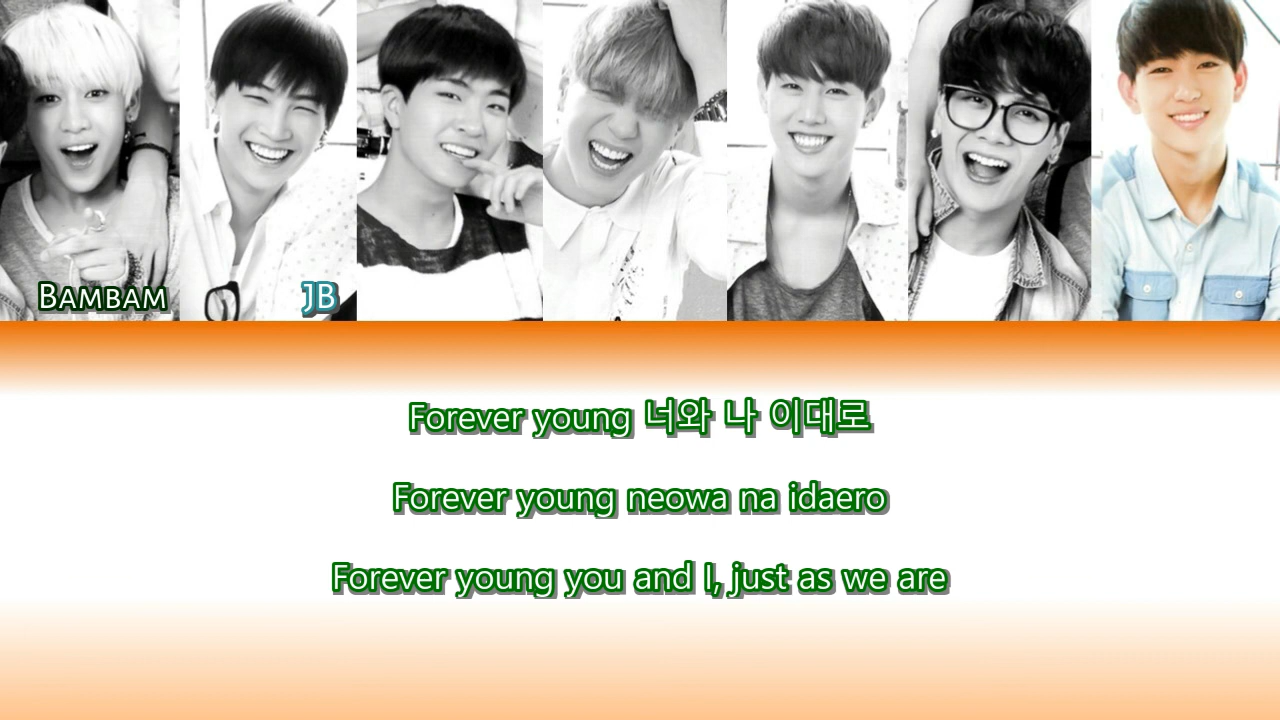 BAMBAM
JB
Forever young 너와 나 이대로
Forever young neowa na idaero
Forever young you and I, just as we are